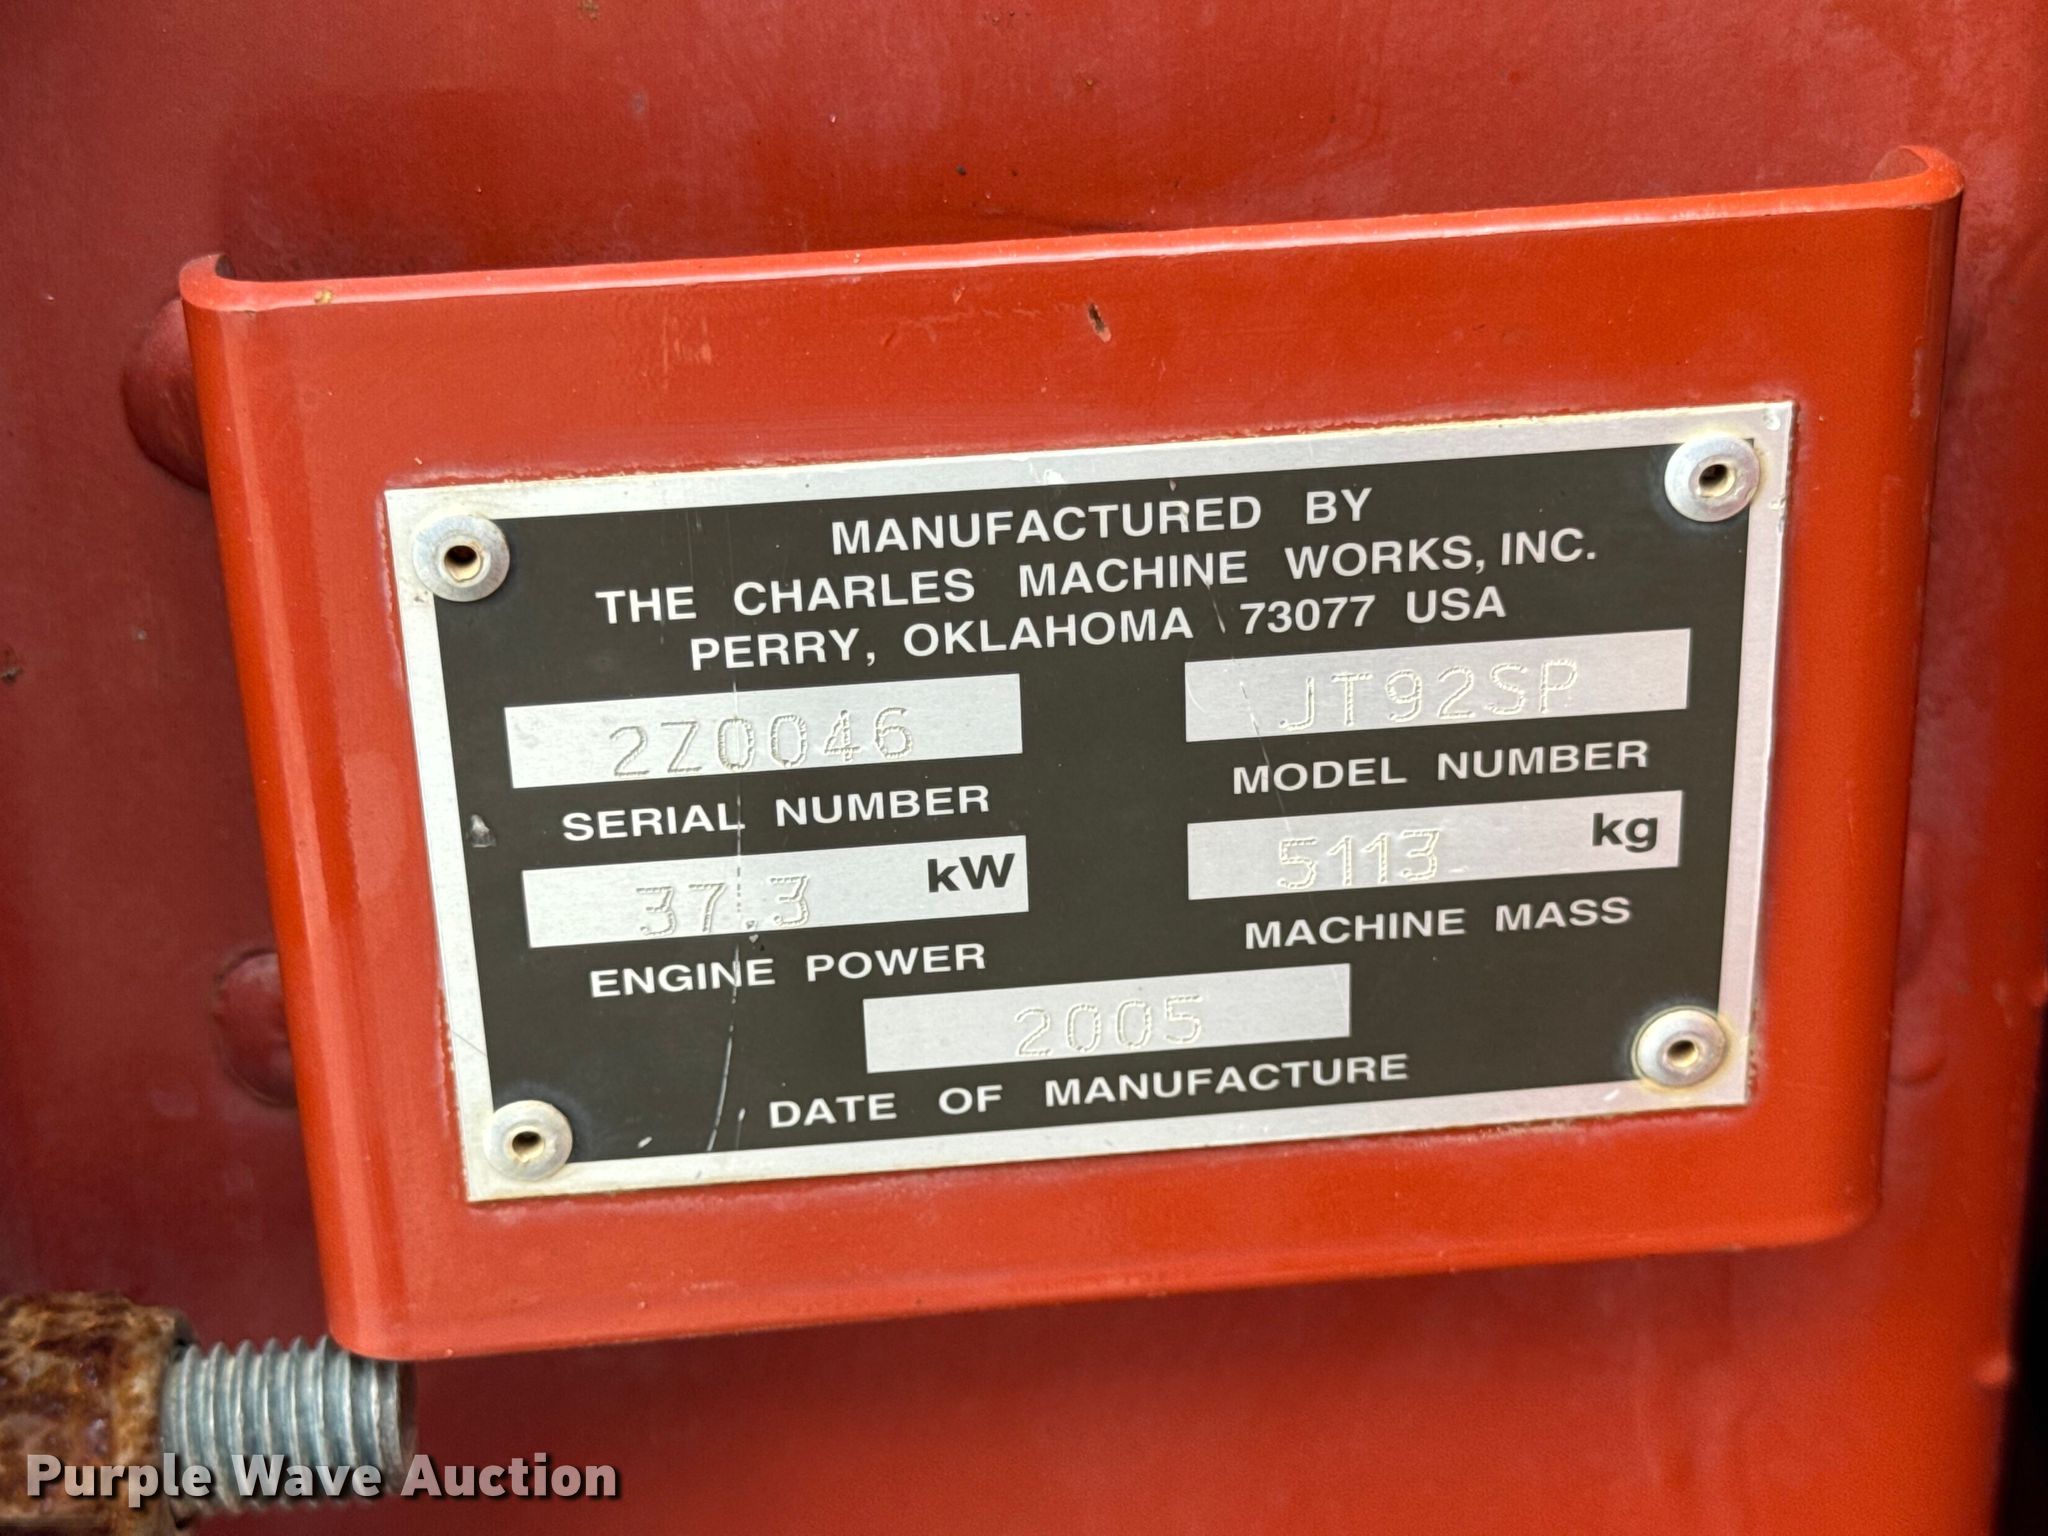 MANUFACTURED BY
THE CHARLES MACHINE WORKS, INC.
PERRY, OKLAHOMA 73077 USA
2Z0046 JT92SP
SERIAL NUMBER MODEL NUMBER
37.3 kW 5113 kg
ENGINE POWER MACHINE MASS
2005
DATE OF MANUFACTURE
Purple Wave Auction